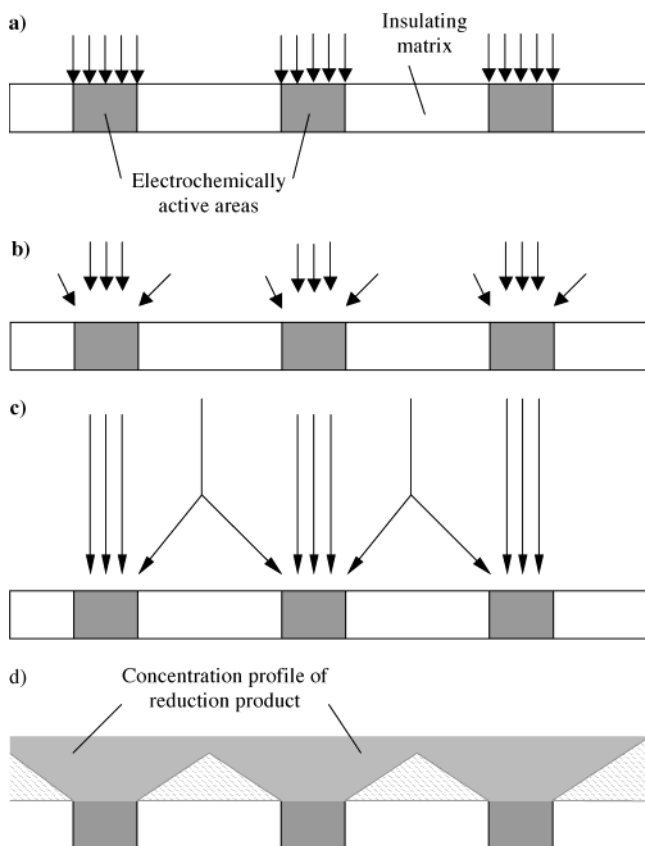 a)
Insulating
matrix
Electrochemically
active areas
b)
c)
d)
Concentration profile of
reduction product